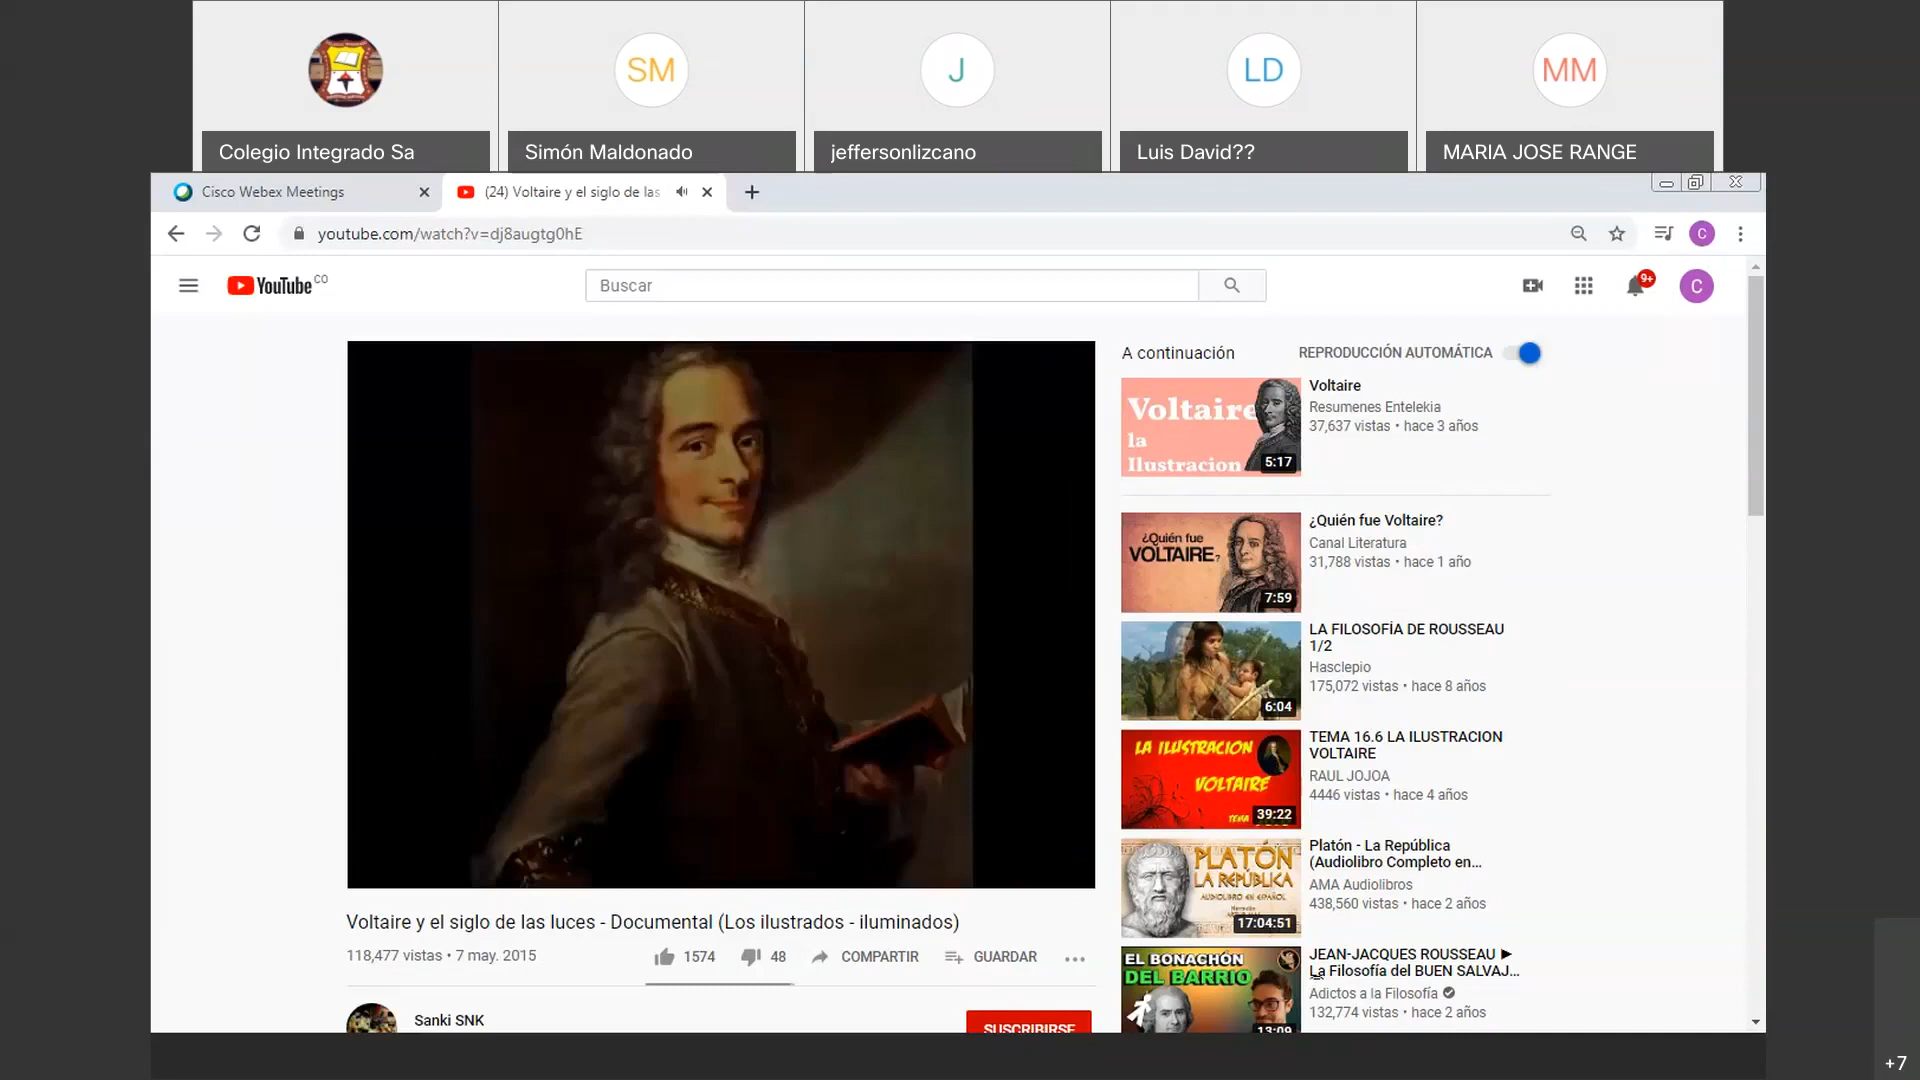 SM
J
LD
MM
Colegio Integrado Sa
Simón Maldonado
jeffersonlizcano
Luis David??
MARIA JOSE RANGE
Cisco Webex Meetings
(24) Voltaire y el siglo de las
youtube.com/watch?v=dj8augtg0hE
C
YouTube CO
Buscar
9+
C
A continuación
REPRODUCCIÓN AUTOMÁTICA
Voltaire
la
Ilustracion
5:17
Voltaire
Resumenes Entelekia
37,637 vistas • hace 3 años
¿Quién fue
VOLTAIRE?
7:59
¿Quién fue Voltaire?
Canal Literatura
31,788 vistas • hace 1 año
6:04
LA FILOSOFÍA DE ROUSSEAU
1/2
Hasclepio
175,072 vistas • hace 8 años
LA ILUSTRACION
VOLTAIRE
TEMA
39:22
TEMA 16.6 LA ILUSTRACION
VOLTAIRE
RAUL JOJOA
4446 vistas • hace 4 años
PLATÓN
LA REPÚBLICA
AUDIOLIBRO EN ESPAÑOL
17:04:51
Platón - La República
(Audiolibro Completo en...
AMA Audiolibros
438,560 vistas • hace 2 años
EL BONACHÓN
DEL BARRIO
13:09
JEAN-JACQUES ROUSSEAU ►
La Filosofía del BUEN SALVAJ...
Adictos a la Filosofía
132,774 vistas • hace 2 años
Voltaire y el siglo de las luces - Documental (Los ilustrados - iluminados)
118,477 vistas • 7 may. 2015
1574
48
COMPARTIR
GUARDAR
Sanki SNK
SUSCRIBIRSE
+7